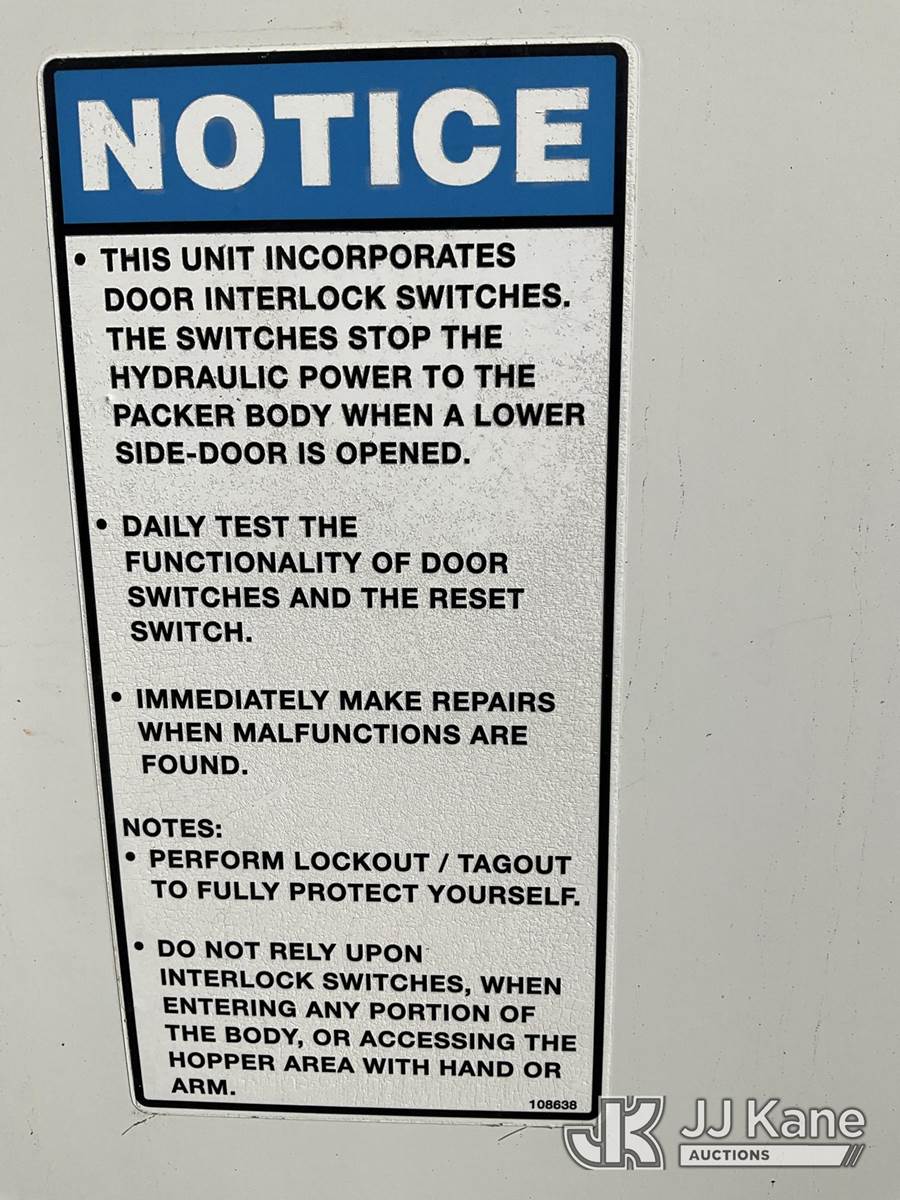 NOTICE
• THIS UNIT INCORPORATES
DOOR INTERLOCK SWITCHES.
THE SWITCHES STOP THE
HYDRAULIC POWER TO THE
PACKER BODY WHEN A LOWER
SIDE-DOOR IS OPENED.
• DAILY TEST THE
FUNCTIONALITY OF DOOR
SWITCHES AND THE RESET
SWITCH.
• IMMEDIATELY MAKE REPAIRS
WHEN MALFUNCTIONS ARE
FOUND.
NOTES:
• PERFORM LOCKOUT / TAGOUT
TO FULLY PROTECT YOURSELF.
• DO NOT RELY UPON
INTERLOCK SWITCHES, WHEN
ENTERING ANY PORTION OF
THE BODY, OR ACCESSING THE
HOPPER AREA WITH HAND OR
ARM.
108638
JK JJ Kane
AUCTIONS